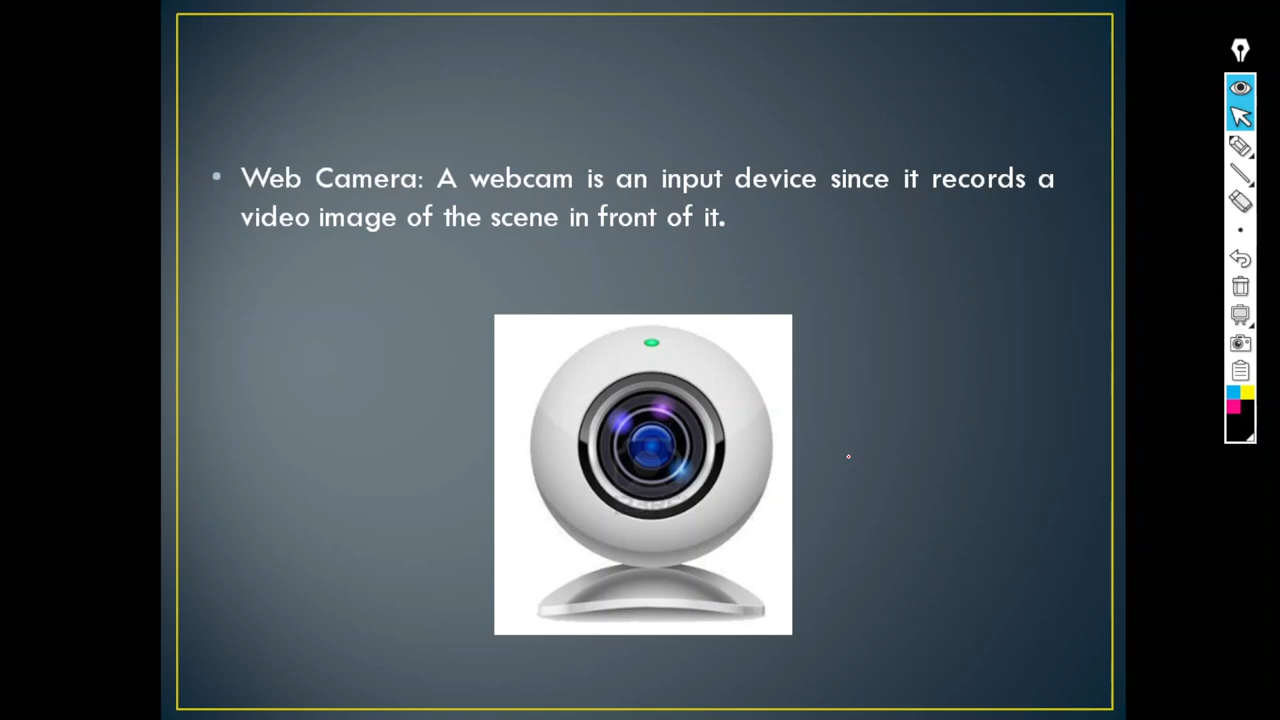 • Web Camera: A webcam is an input device since it records a
video image of the scene in front of it.